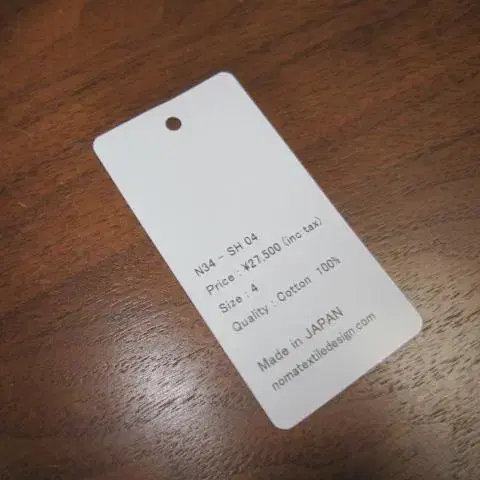 N34 - SH 04
Price : ¥27,500 (inc tax)
Size : 4
Quality : Cotton 100%
Made in JAPAN
nomatextiledesign.com